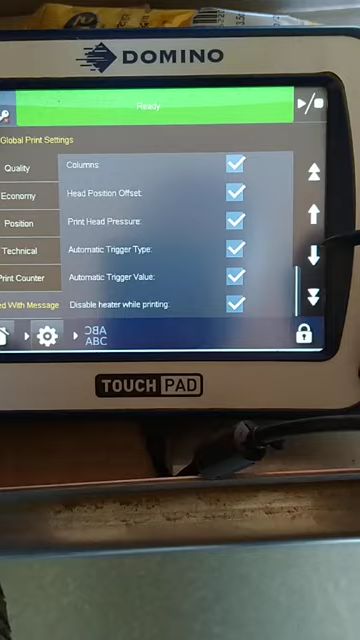 DOMINO
Ready
Global Print Settings
Quality
Columns:
Economy
Head Position Offset:
Position
Print Head Pressure:
Technical
Automatic Trigger Type:
Print Counter
Automatic Trigger Value:
With Message
Disable heater while printing:
ABC
ABC
TOUCH PAD